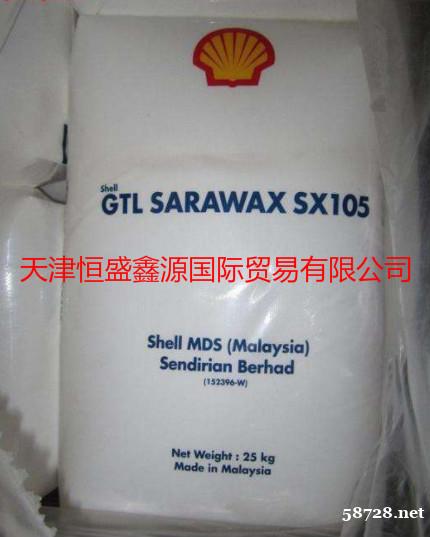 Shell
GTL SARAWAX SX105
天津恒盛鑫源国际贸易有限公司
Shell MDS (Malaysia)
Sendirian Berhad
(152396-W)
Net Weight : 25 kg
Made in Malaysia
58728.net